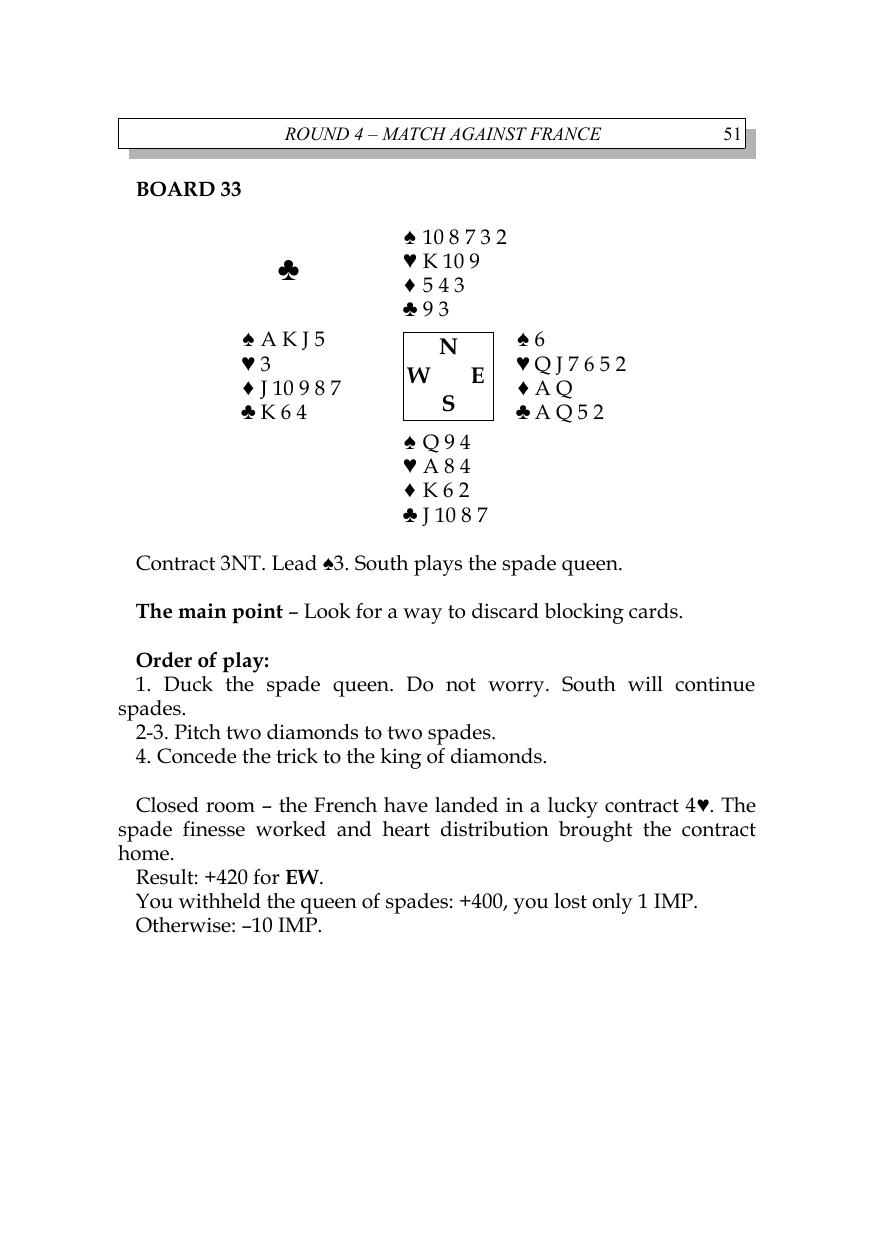 ROUND 4 – MATCH AGAINST FRANCE 51
BOARD 33
♠ 10 8 7 3 2
♣
♥ K 10 9
♦ 5 4 3
♣ 9 3
♠ A K J 5
♥ 3
♦ J 10 9 8 7
♣ K 6 4
N
W E
S
♠ 6
♥ Q J 7 6 5 2
♦ A Q
♣ A Q 5 2
♠ Q 9 4
♥ A 8 4
♦ K 6 2
♣ J 10 8 7
Contract 3NT. Lead ♠3. South plays the spade queen.
The main point – Look for a way to discard blocking cards.
Order of play:
1. Duck the spade queen. Do not worry. South will continue
spades.
2-3. Pitch two diamonds to two spades.
4. Concede the trick to the king of diamonds.
Closed room – the French have landed in a lucky contract 4♥. The
spade finesse worked and heart distribution brought the contract
home.
Result: +420 for EW.
You withheld the queen of spades: +400, you lost only 1 IMP.
Otherwise: –10 IMP.